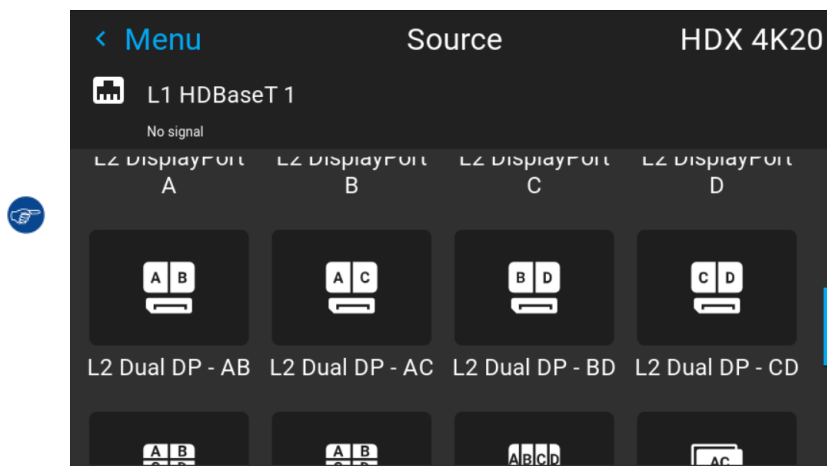 < Menu Source HDX 4K20
L1 HDBaseT 1
No signal
L2 DisplayPort L2 DisplayPort L2 DisplayPort L2 DisplayPort
A B C D
A B A C B D C D
L2 Dual DP - AB L2 Dual DP - AC L2 Dual DP - BD L2 Dual DP - CD
A B A B A B C D AC
C D C D